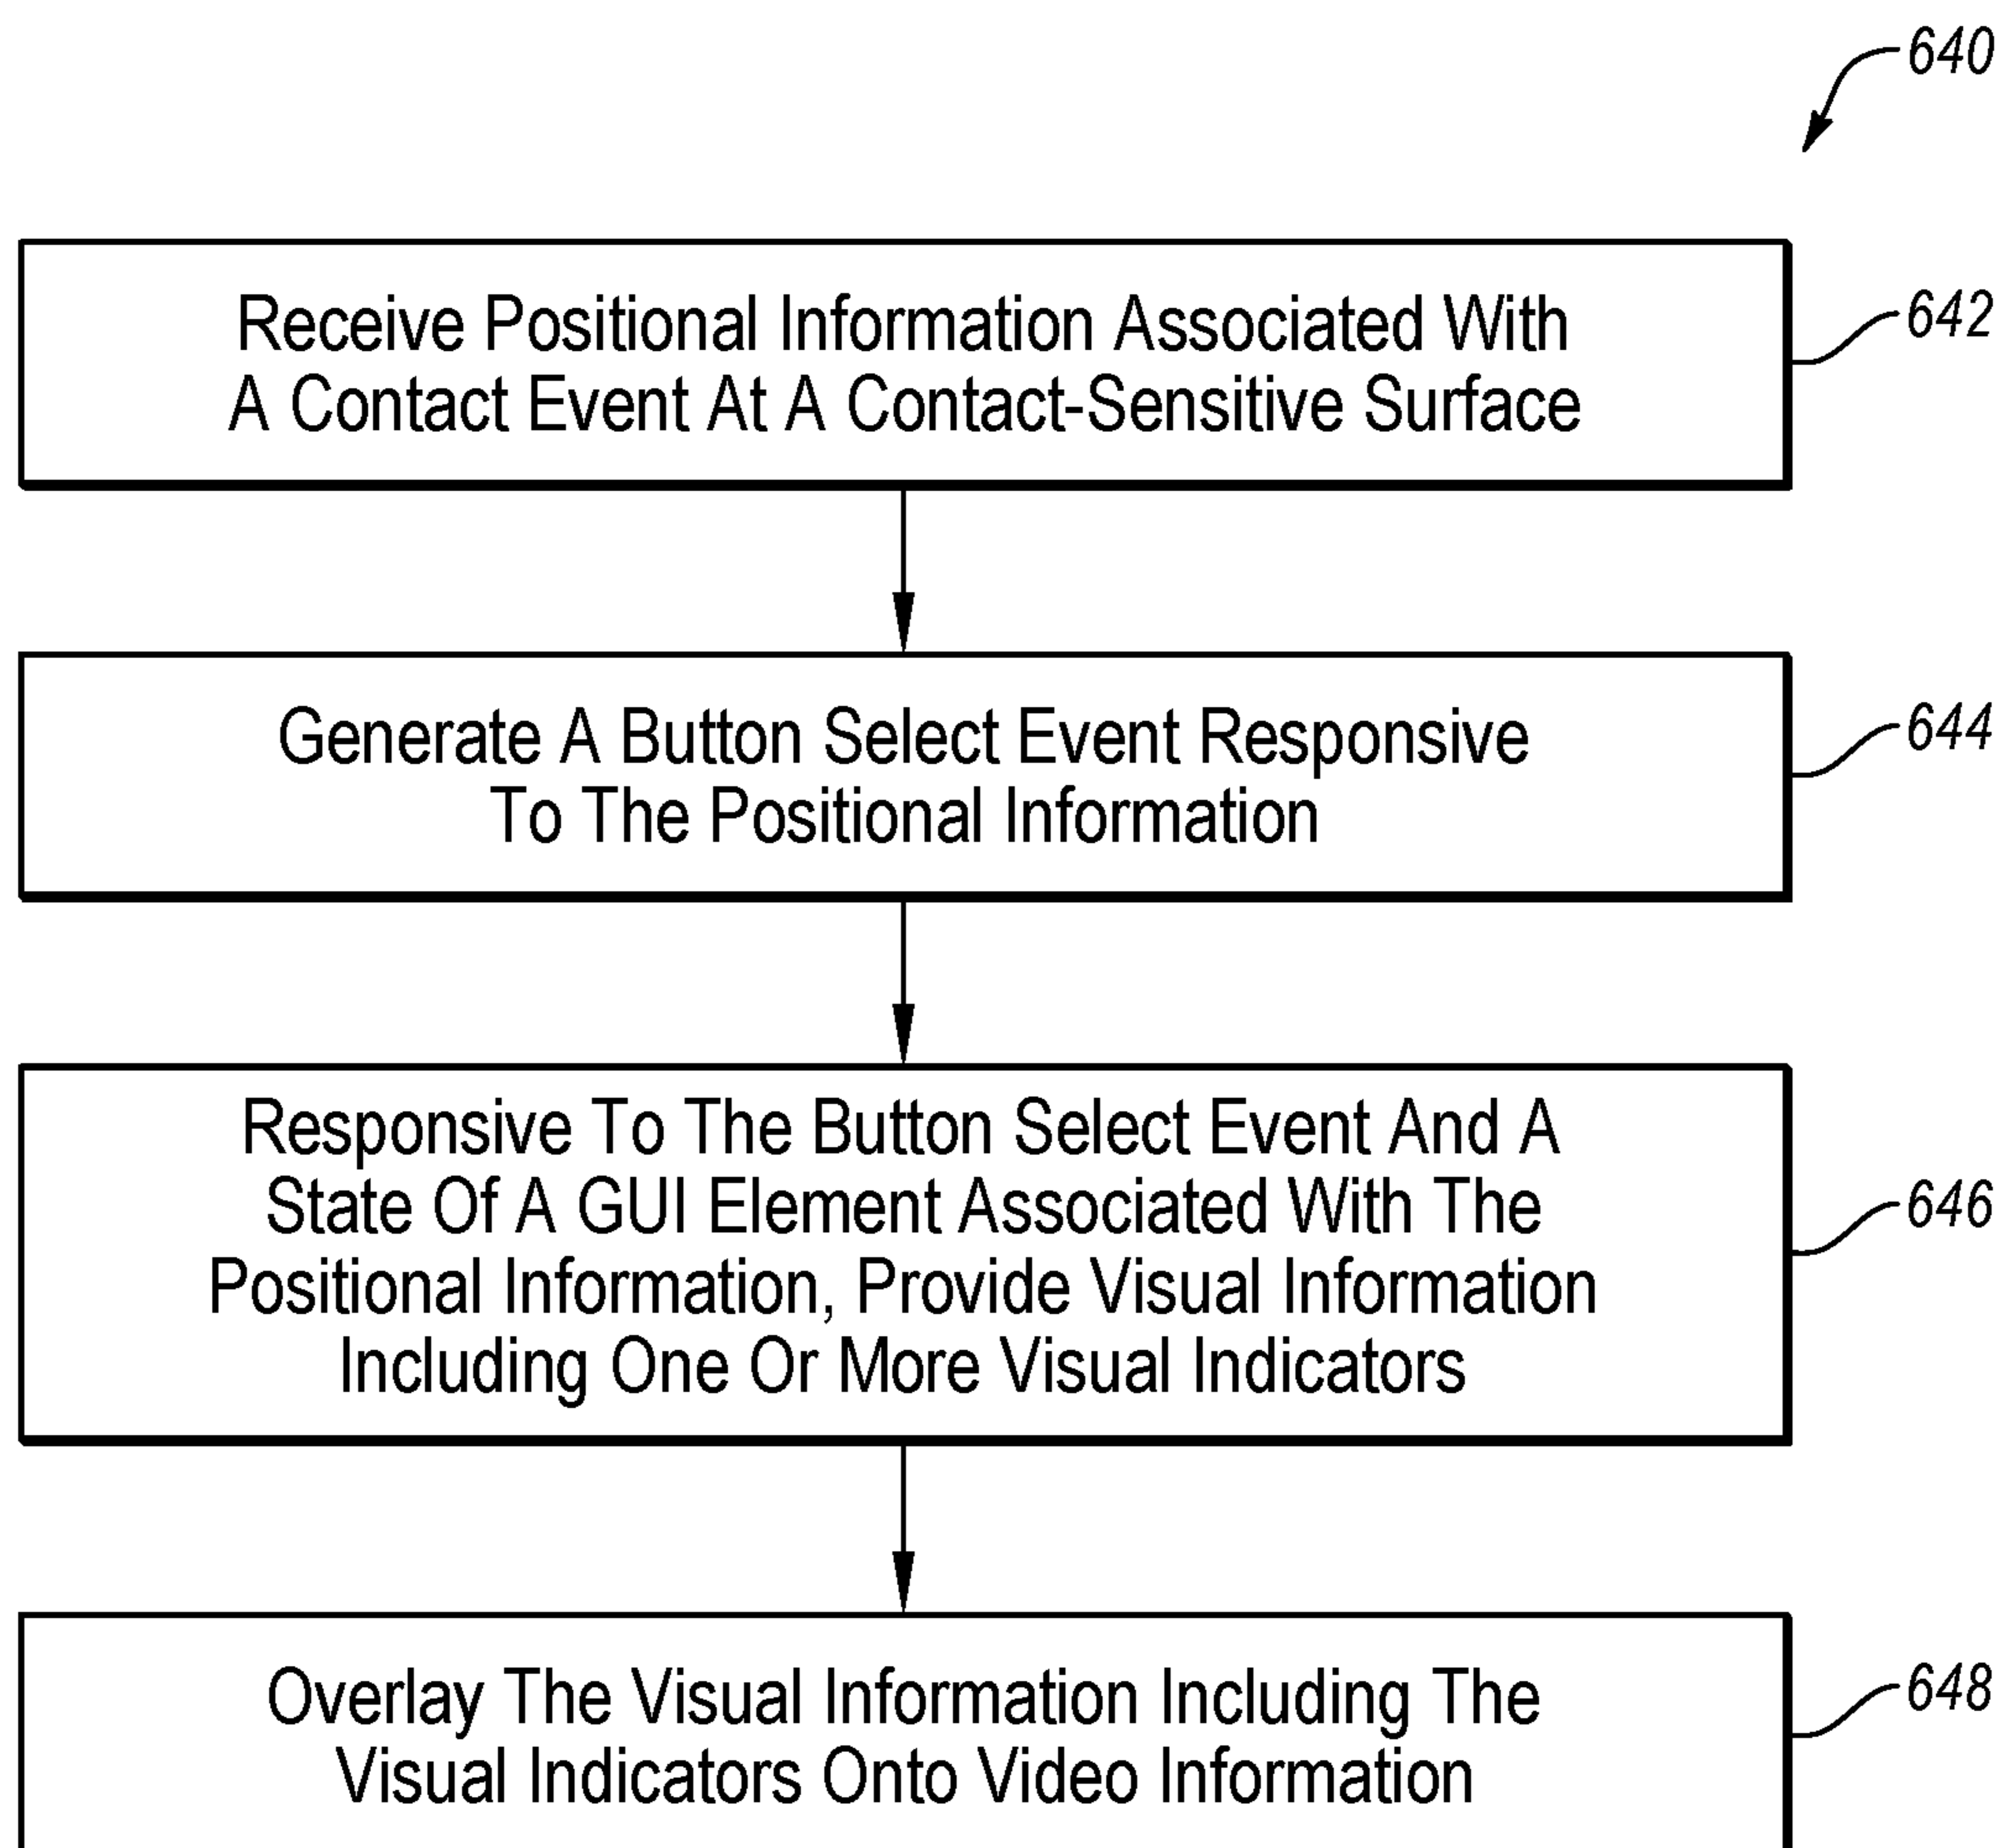 640
Receive Positional Information Associated With
A Contact Event At A Contact-Sensitive Surface
642
Generate A Button Select Event Responsive
To The Positional Information
644
Responsive To The Button Select Event And A
State Of A GUI Element Associated With The
Positional Information, Provide Visual Information
Including One Or More Visual Indicators
646
Overlay The Visual Information Including The
Visual Indicators Onto Video Information
648